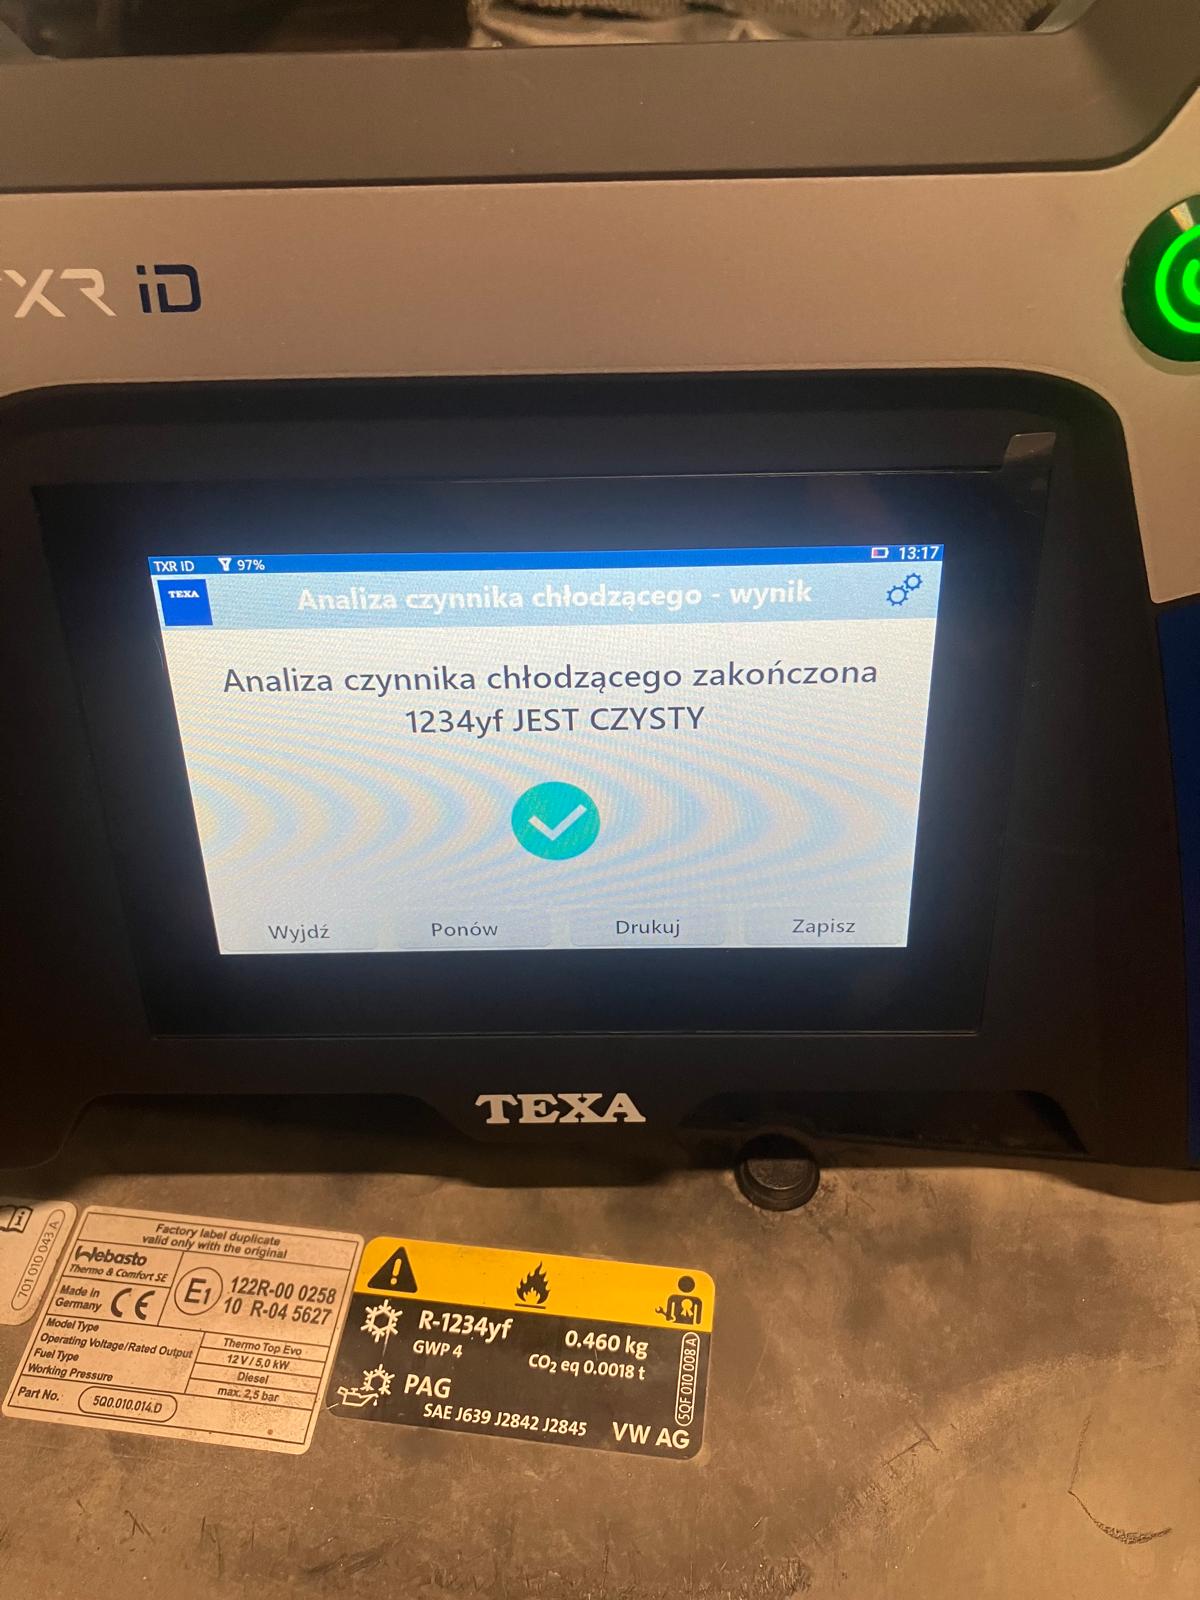 TXR iD
TXR ID 97% 13:17
TEXA
Analiza czynnika chłodzącego - wynik
Analiza czynnika chłodzącego zakończona
1234yf JEST CZYSTY
Wyjdź Ponów Drukuj Zapisz
TEXA
701 010 043 A
Factory label duplicate
valid only with the original
Webasto
Thermo & Comfort SE
Made in
Germany
CE
E1
122R-00 0258
10 R-04 5627
Model Type Thermo Top Evo
Operating Voltage/Rated Output 12 V / 5,0 kW
Fuel Type Diesel
Working Pressure max. 2,5 bar
Part No. 5Q0.010.014.D
R-1234yf 0.460 kg
GWP 4 CO₂ eq 0.0018 t
PAG
SAE J639 J2842 J2845
VW AG
5QF 010 008 A